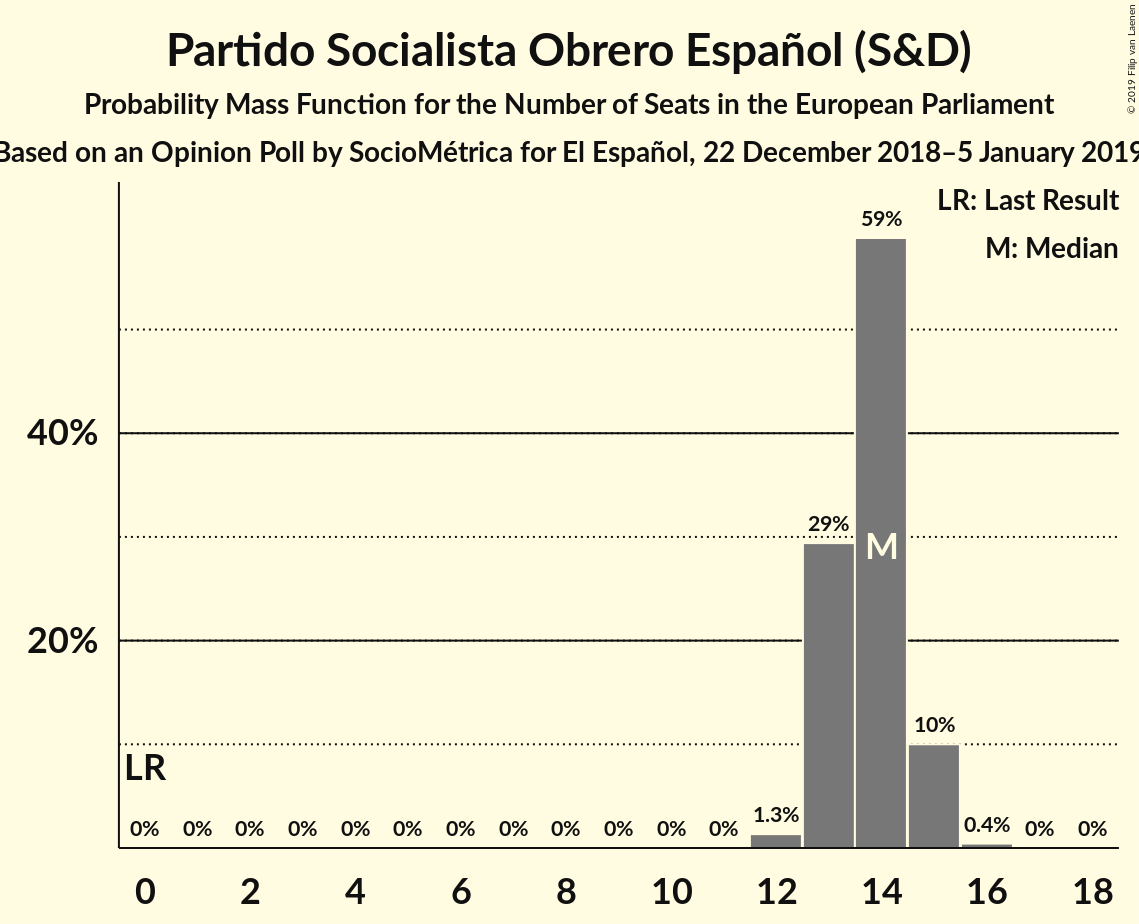 Partido Socialista Obrero Español (S&D)
Probability Mass Function for the Number of Seats in the European Parliament
Based on an Opinion Poll by SocioMétrica for El Español, 22 December 2018–5 January 2019
© 2019 Filip van Laenen
LR: Last Result
M: Median
59%
40%
29%
M
20%
10%
LR
0% 0% 0% 0% 0% 0% 0% 0% 0% 0% 0% 0% 1.3% 0.4% 0% 0%
0 2 4 6 8 10 12 14 16 18